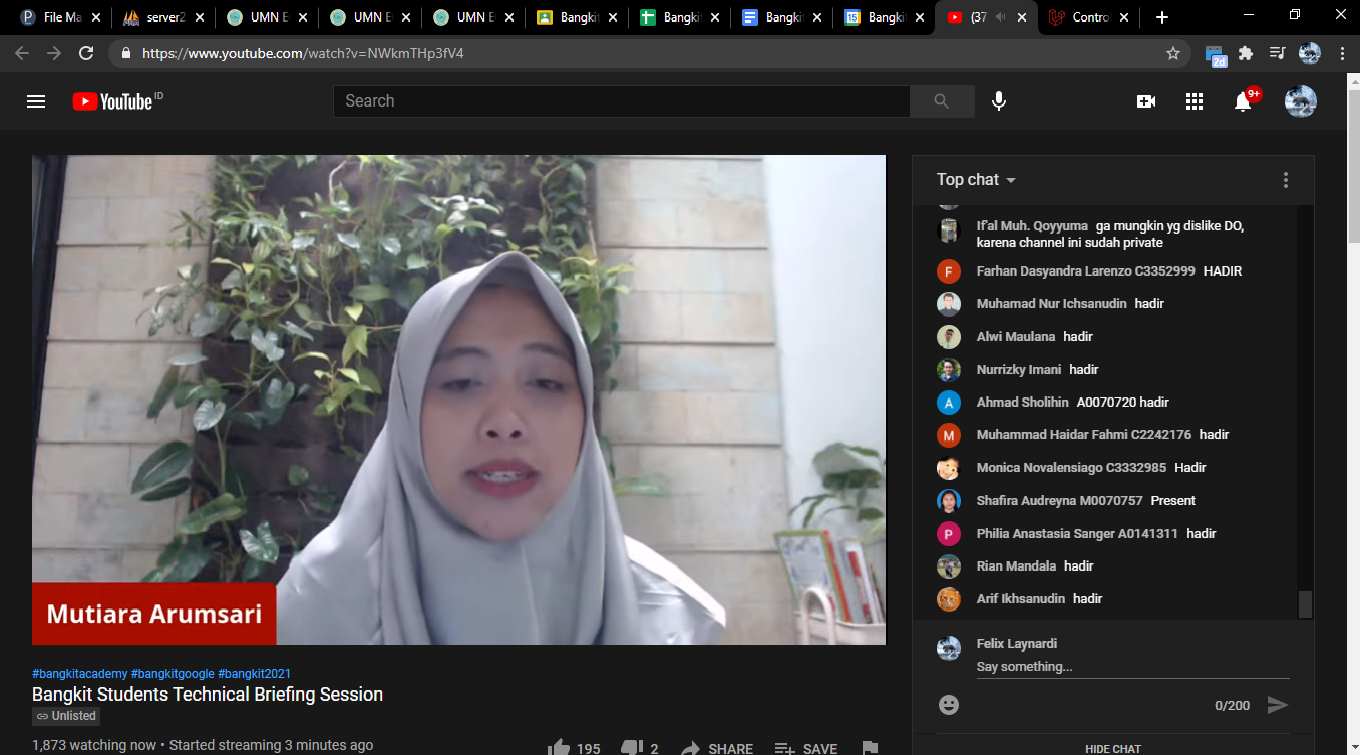 File Ma
server2
UMN E
UMN E
UMN E
Bangkit
Bangkit
Bangkit
Bangkit
(37
Contro
https://www.youtube.com/watch?v=NWkmTHp3fV4
2d
YouTube ID
Search
9+
Top chat
If'al Muh. Qoyyuma ga mungkin yg dislike DO,
karena channel ini sudah private
Farhan Dasyandra Larenzo C3352999 HADIR
Muhamad Nur Ichsanudin hadir
Alwi Maulana hadir
Nurrizky Imani hadir
Ahmad Sholihin A0070720 hadir
Muhammad Haidar Fahmi C2242176 hadir
Monica Novalensiago C3332985 Hadir
Shafira Audreyna M0070757 Present
Philia Anastasia Sanger A0141311 hadir
Rian Mandala hadir
Arif Ikhsanudin hadir
Felix Laynardi
Say something...
0/200
HIDE CHAT
Mutiara Arumsari
#bangkitacademy #bangkitgoogle #bangkit2021
Bangkit Students Technical Briefing Session
Unlisted
1,873 watching now • Started streaming 3 minutes ago
195
2
SHARE
SAVE